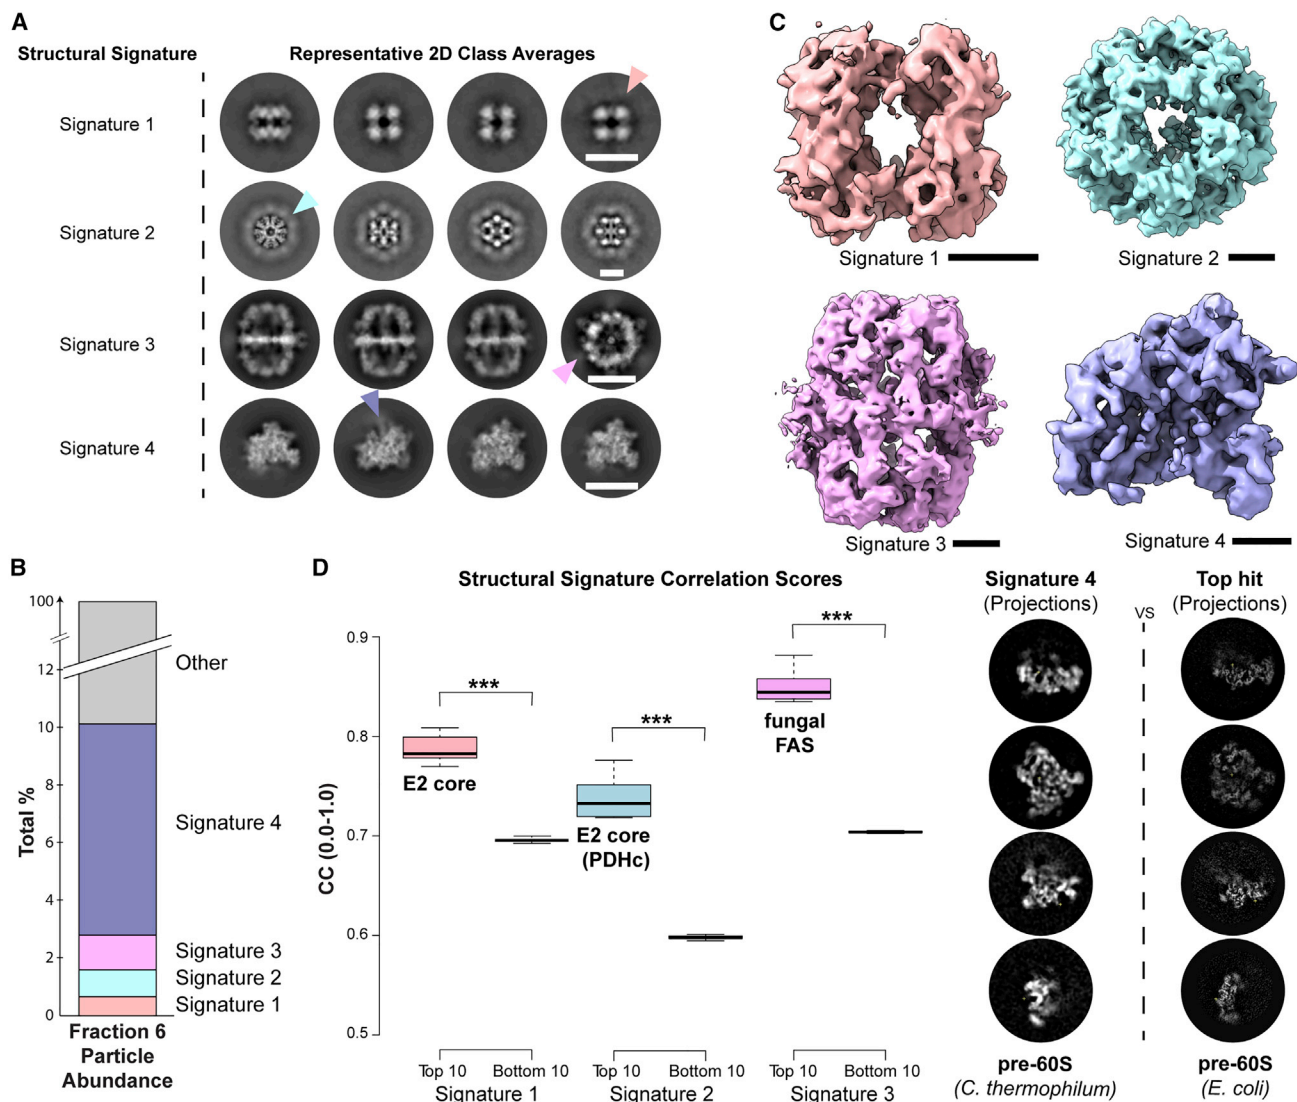 A
Structural Signature
Representative 2D Class Averages
Signature 1
Signature 2
Signature 3
Signature 4
C
Signature 1
Signature 2
Signature 3
Signature 4
B
100
12
10
8
6
4
2
0
Total %
Other
Signature 4
Signature 3
Signature 2
Signature 1
Fraction 6
Particle
Abundance
D
Structural Signature Correlation Scores
0.9
0.8
0.7
0.6
0.5
CC (0.0-1.0)
***
***
***
E2 core
E2 core
(PDHc)
fungal
FAS
Top 10
Bottom 10
Top 10
Bottom 10
Top 10
Bottom 10
Signature 1
Signature 2
Signature 3
Signature 4
(Projections)
VS
Top hit
(Projections)
pre-60S
(C. thermophilum)
pre-60S
(E. coli)